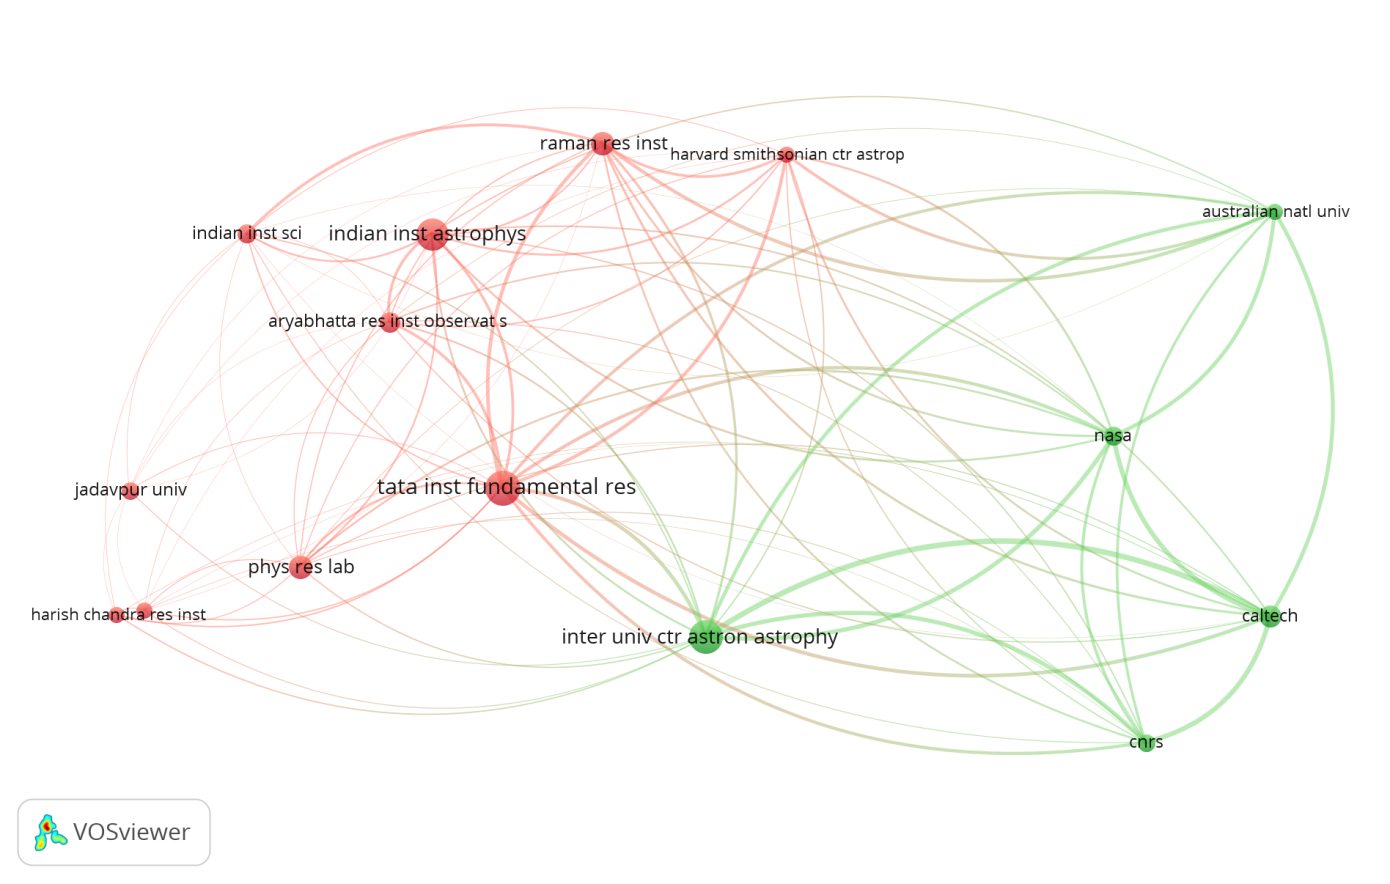 raman res inst
harvard smithsonian ctr astrop
australian natl univ
indian inst sci
indian inst astrophys
aryabhatta res inst observat s
nasa
jadavpur univ
tata inst fundamental res
phys res lab
harish chandra res inst
inter univ ctr astron astrophy
caltech
cnrs
VOSviewer